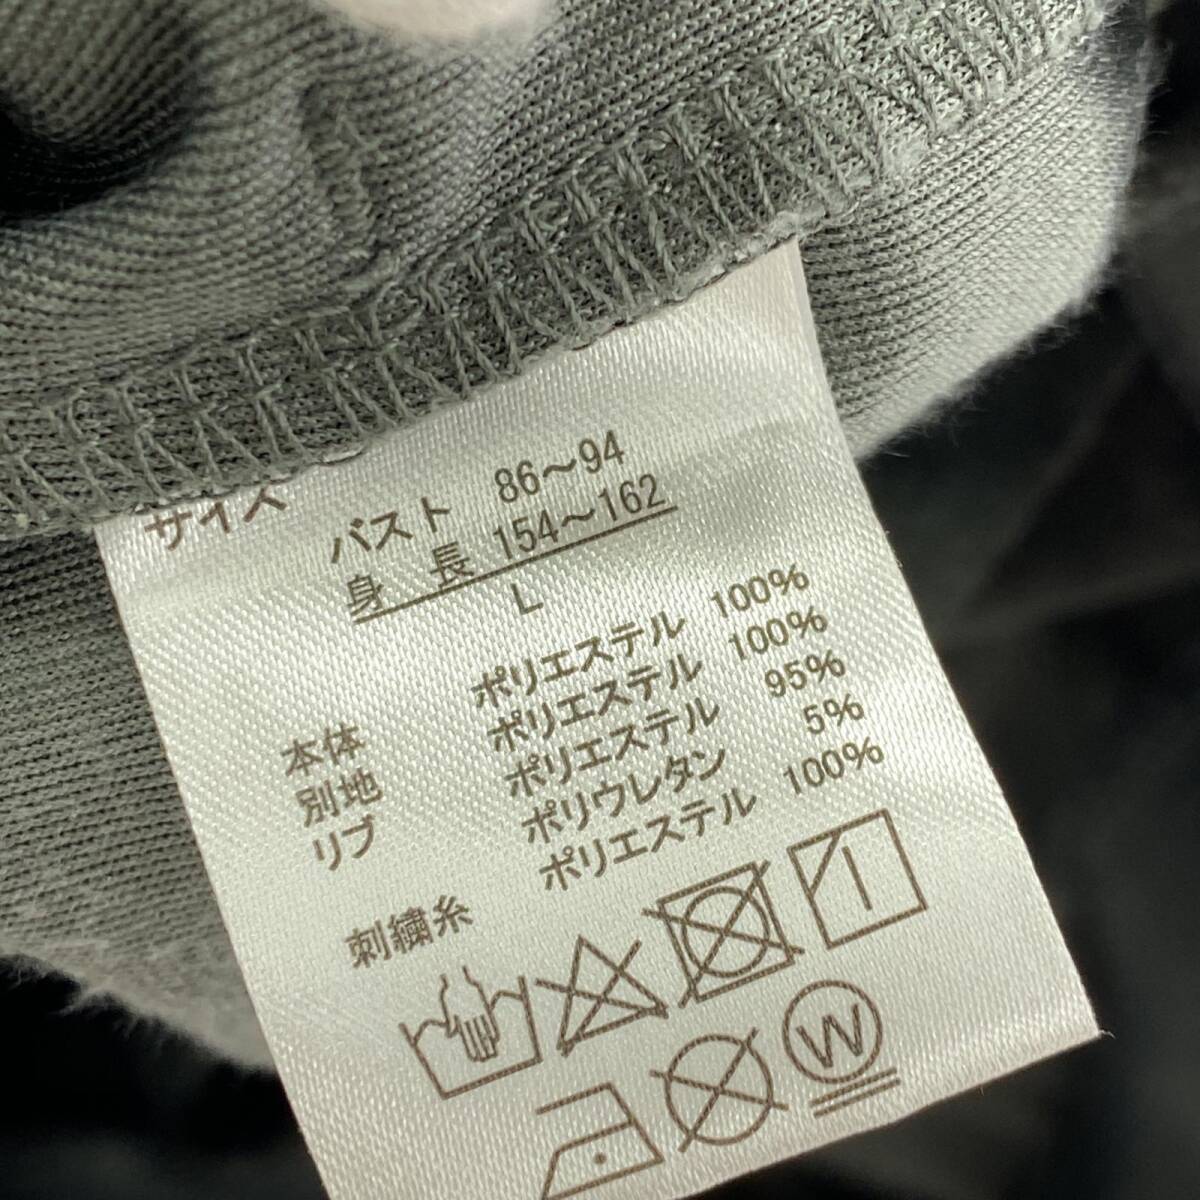 サイズ
バスト 86～94
身 長 154～162
L
本体 ポリエステル 100%
別地 ポリエステル 100%
リブ ポリエステル 95%
ポリウレタン 5%
刺繍糸 ポリエステル 100%
W